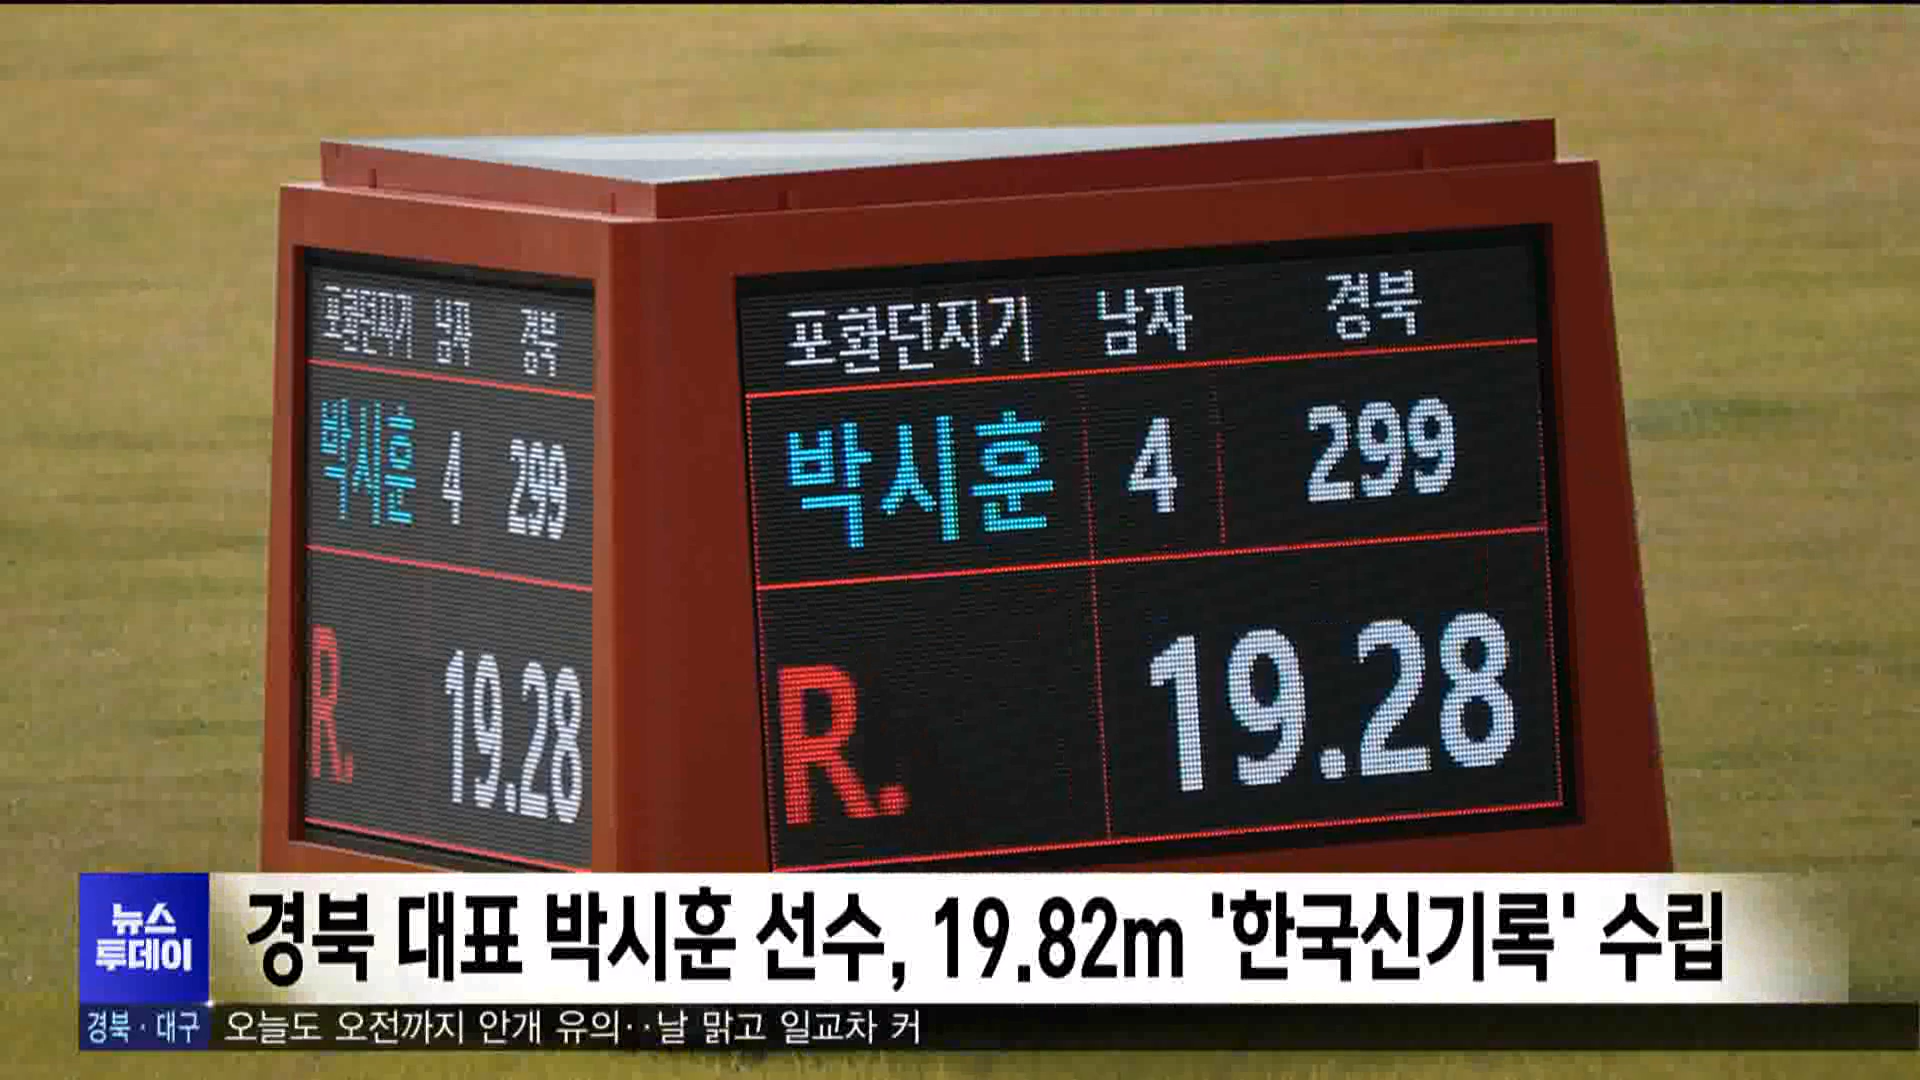 포환던지기 남자 경북
박시훈 4 299
R. 19.28
포환던지기 남자 경북
박시훈 4 299
R. 19.28
뉴스
투데이
경북 대표 박시훈 선수, 19.82m '한국신기록' 수립
경북·대구 오늘도 오전까지 안개 유의‥날 맑고 일교차 커